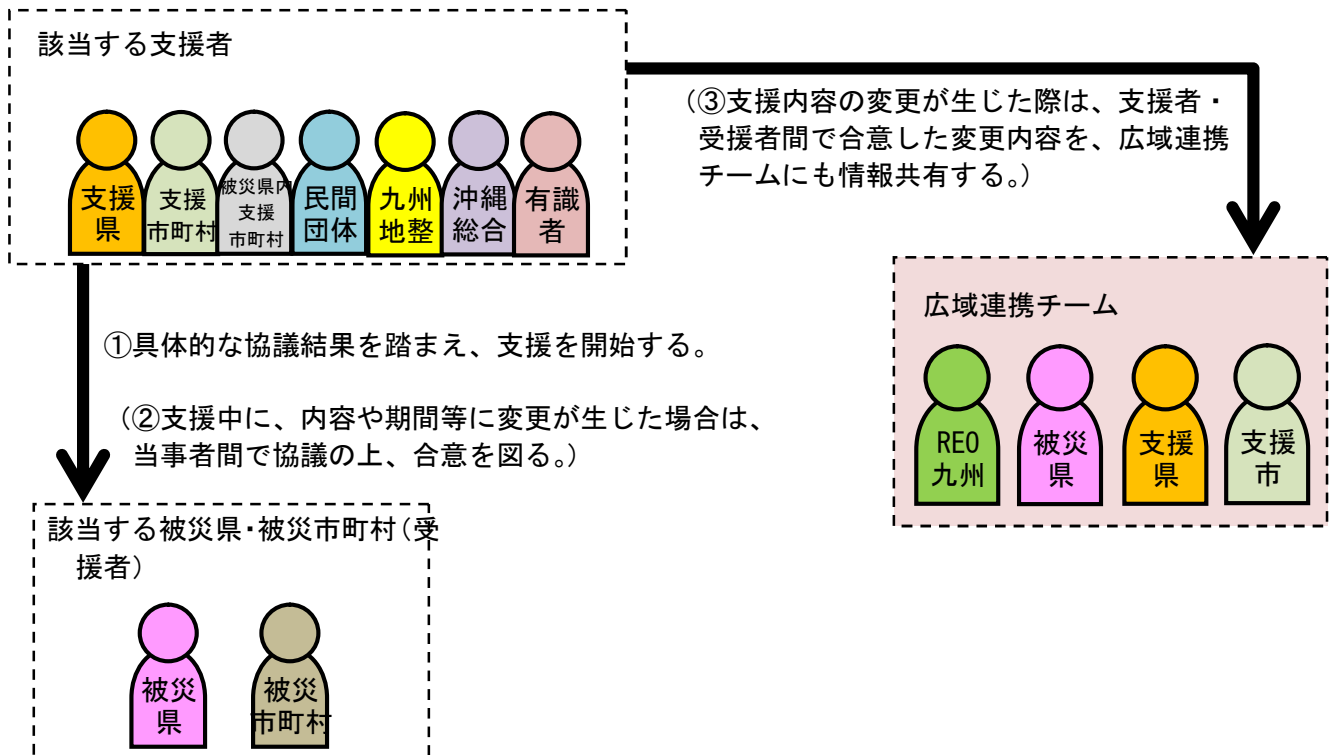 該当する支援者
支援
県
支援
市町村
被災県内
支援
市町村
民間
団体
九州
地整
沖縄
総合
有識
者
（③支援内容の変更が生じた際は、支援者・
受援者間で合意した変更内容を、広域連携
チームにも情報共有する。）
①具体的な協議結果を踏まえ、支援を開始する。
（②支援中に、内容や期間等に変更が生じた場合は、
当事者間で協議の上、合意を図る。）
広域連携チーム
REO
九州
被災
県
支援
県
支援
市
該当する被災県・被災市町村（受
援者）
被災
県
被災
市町村